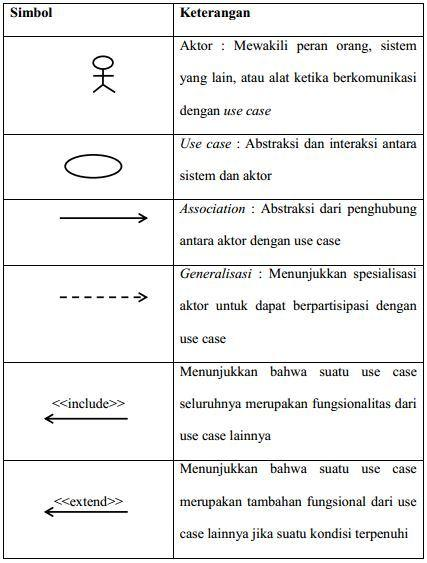 Simbol
Keterangan
Aktor : Mewakili peran orang, sistem
yang lain, atau alat ketika berkomunikasi
dengan use case
Use case : Abstraksi dan interaksi antara
sistem dan aktor
Association : Abstraksi dari penghubung
antara aktor dengan use case
Generalisasi : Menunjukkan spesialisasi
aktor untuk dapat berpartisipasi dengan
use case
<<include>>
Menunjukkan bahwa suatu use case
seluruhnya merupakan fungsionalitas dari
use case lainnya
<<extend>>
Menunjukkan bahwa suatu use case
merupakan tambahan fungsional dari use
case lainnya jika suatu kondisi terpenuhi